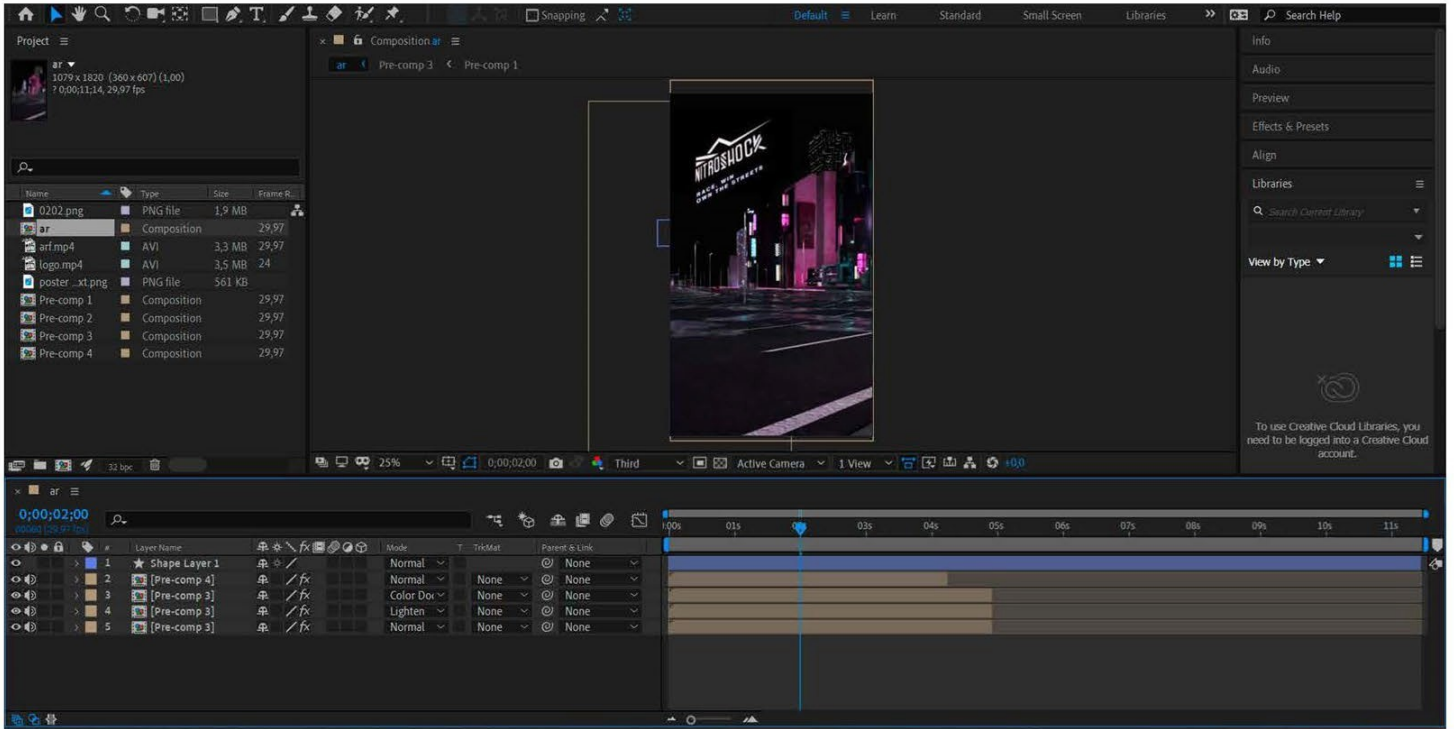 Snapping
Default
Learn
Standard
Small Screen
Libraries
Search Help
Project
Composition ar
ar
1079 x 1820 (360 x 607) (1,00)
? 0;00;11;14, 29,97 fps
ar Pre-comp 3 Pre-comp 1
Name Type Size Frame R...
0202.png PNG file 1,9 MB
ar Composition 29,97
arf.mp4 AVI 3,3 MB 29,97
logo.mp4 AVI 3,5 MB 24
poster ...xt.png PNG file 561 KB
Pre-comp 1 Composition 29,97
Pre-comp 2 Composition 29,97
Pre-comp 3 Composition 29,97
Pre-comp 4 Composition 29,97
32 bpc
NITROSHOCK
RACE, WIN
OWN THE STREETS
25% 0;00;02;00 Third Active Camera 1 View +0,0
Info
Audio
Preview
Effects & Presets
Align
Libraries
Search Current Library
View by Type
To use Creative Cloud Libraries, you
need to be logged into a Creative Cloud
account.
ar
0;00;02;00
00060 (29.97 fps)
# Layer Name Mode T TrkMat Parent & Link
1 Shape Layer 1 Normal None
2 [Pre-comp 4] Normal None None
3 [Pre-comp 3] Color Doc None None
4 [Pre-comp 3] Lighten None None
5 [Pre-comp 3] Normal None None
01s 03s 04s 05s 06s 07s 08s 09s 10s 11s